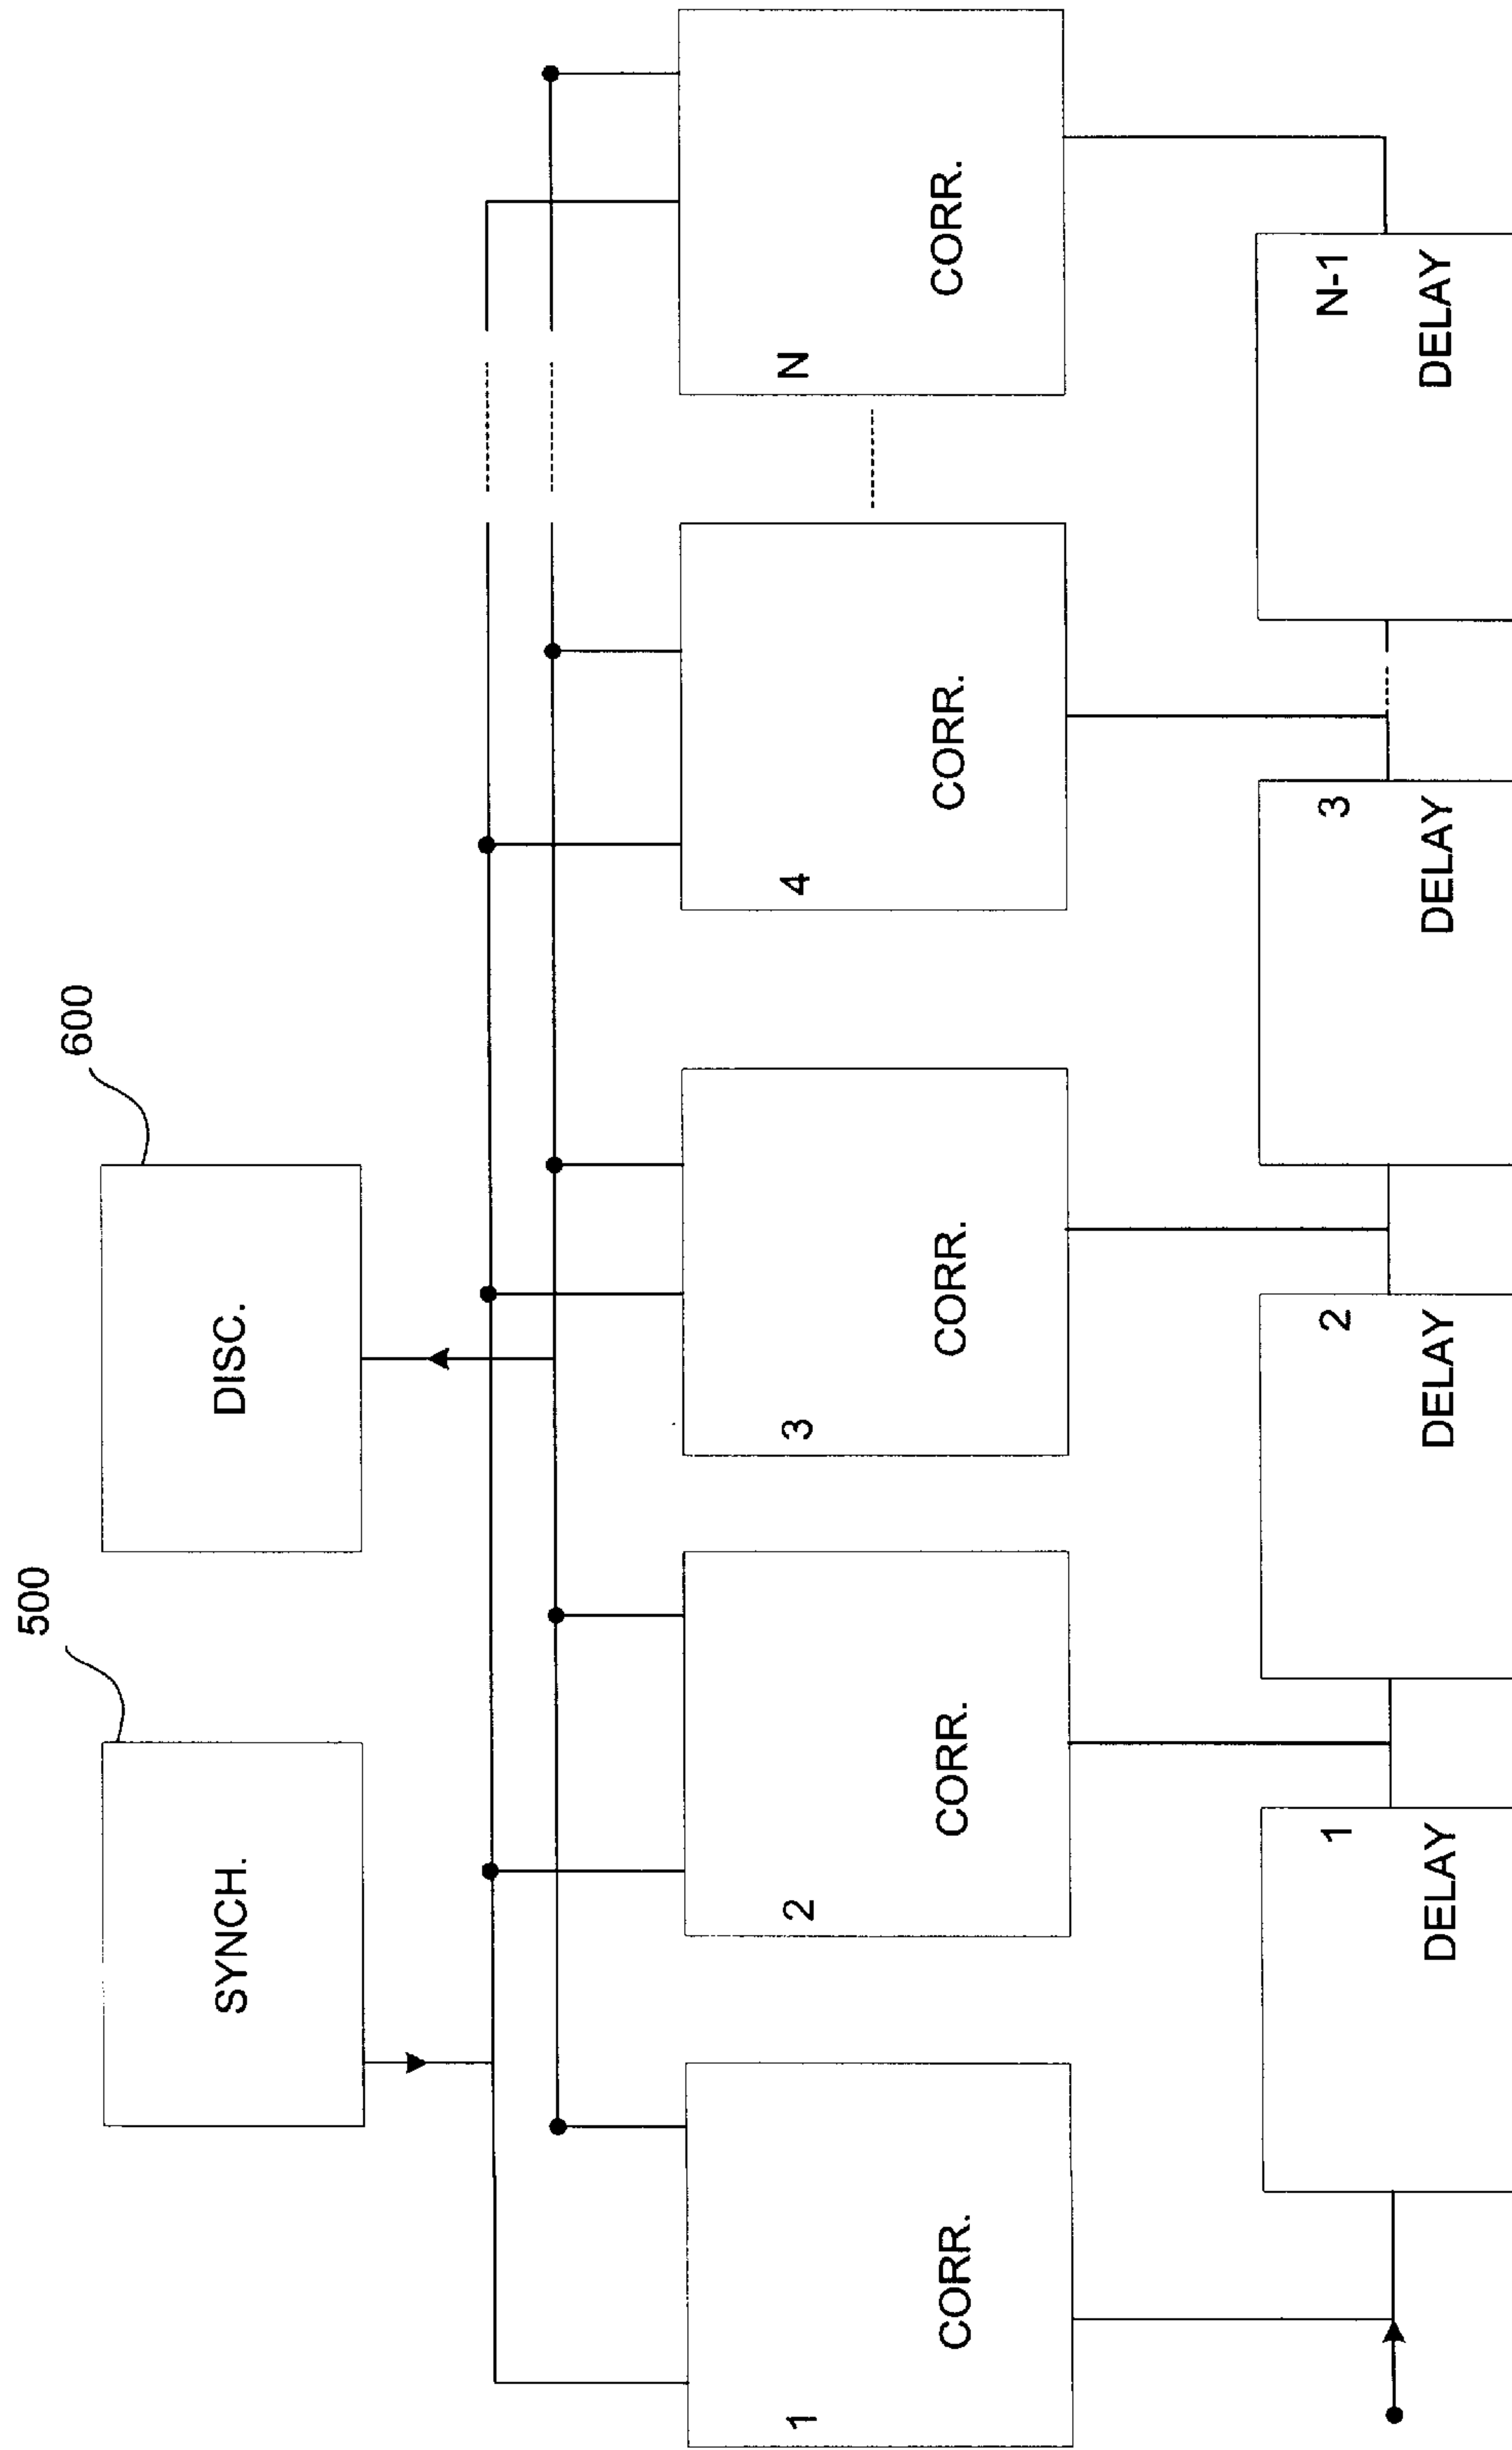 500
600
SYNCH.
DISC.
1
CORR.
2
CORR.
3
CORR.
4
CORR.
N
CORR.
1
DELAY
2
DELAY
3
DELAY
N-1
DELAY